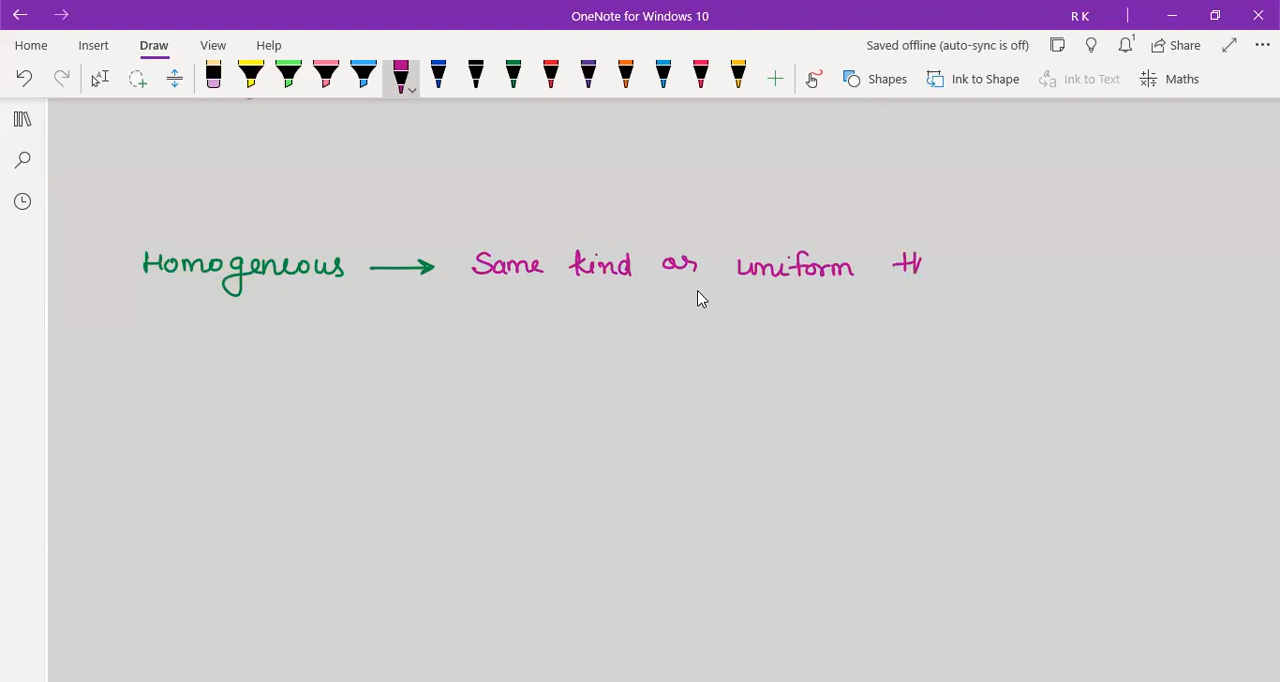 OneNote for Windows 10
R K
Home Insert Draw View Help
Saved offline (auto-sync is off) 1 Share
Shapes Ink to Shape Ink to Text Maths
Homogeneous → Same kind or uniform